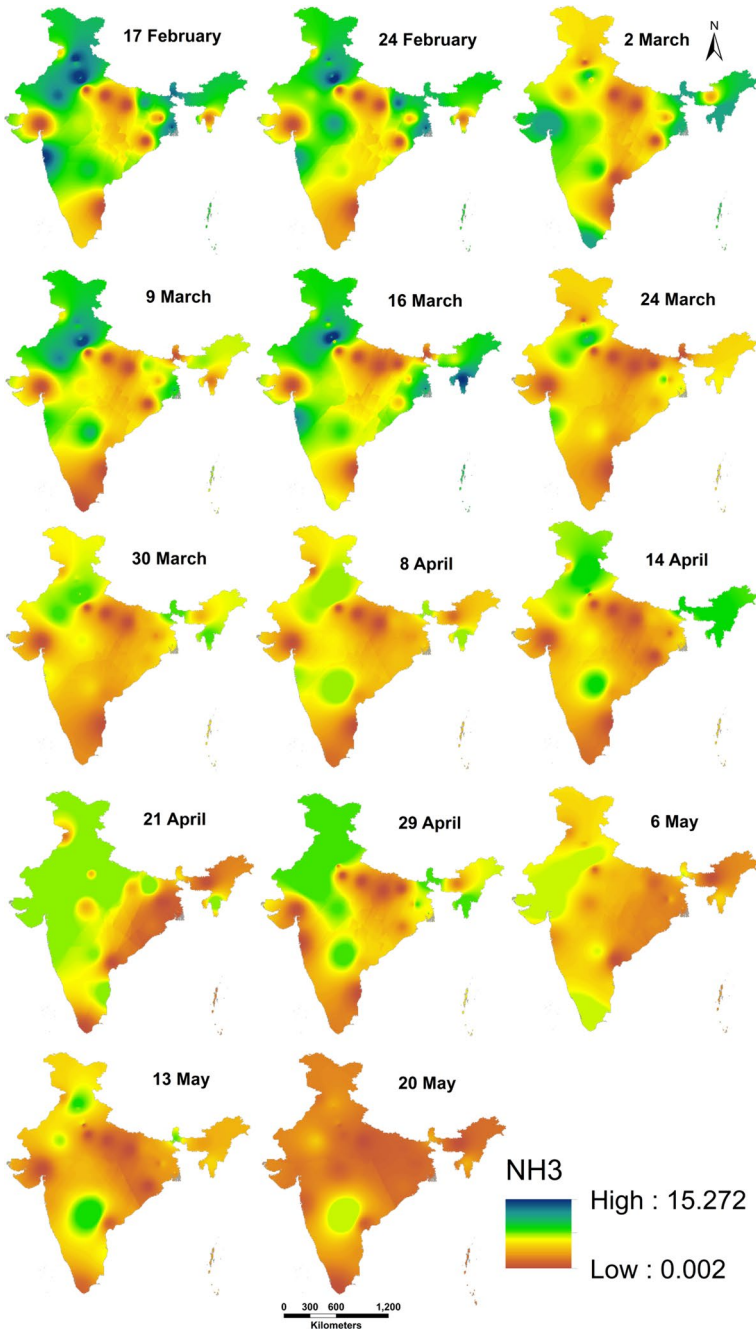 17 February
24 February
2 March
N
9 March
16 March
24 March
30 March
8 April
14 April
21 April
29 April
6 May
13 May
20 May
NH3
High : 15.272
Low : 0.002
0 300 600 1,200
Kilometers